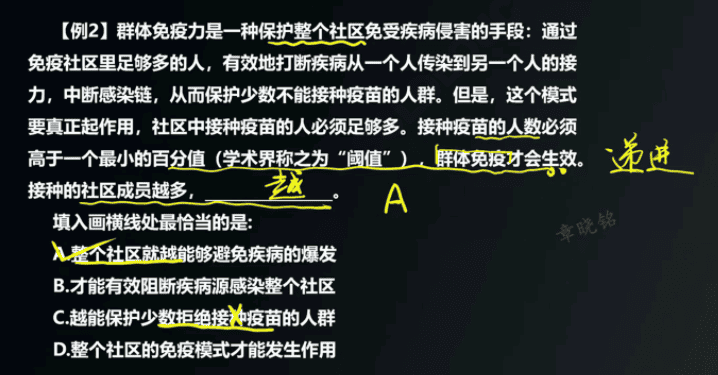 【例2】群体免疫力是一种保护整个社区免受疾病侵害的手段：通过
免疫社区里足够多的人，有效地打断疾病从一个人传染到另一个人的接
力，中断感染链，从而保护少数不能接种疫苗的人群。但是，这个模式
要真正起作用，社区中接种疫苗的人必须足够多。接种疫苗的人数必须
高于一个最小的百分值（学术界称之为“阈值”），群体免疫才会生效。
递进
接种的社区成员越多，越。
A
填入画横线处最恰当的是：
章晓铭
A.整个社区就越能够避免疾病的爆发
B.才能有效阻断疾病源感染整个社区
C.越能保护少数拒绝接种疫苗的人群
D.整个社区的免疫模式才能发生作用